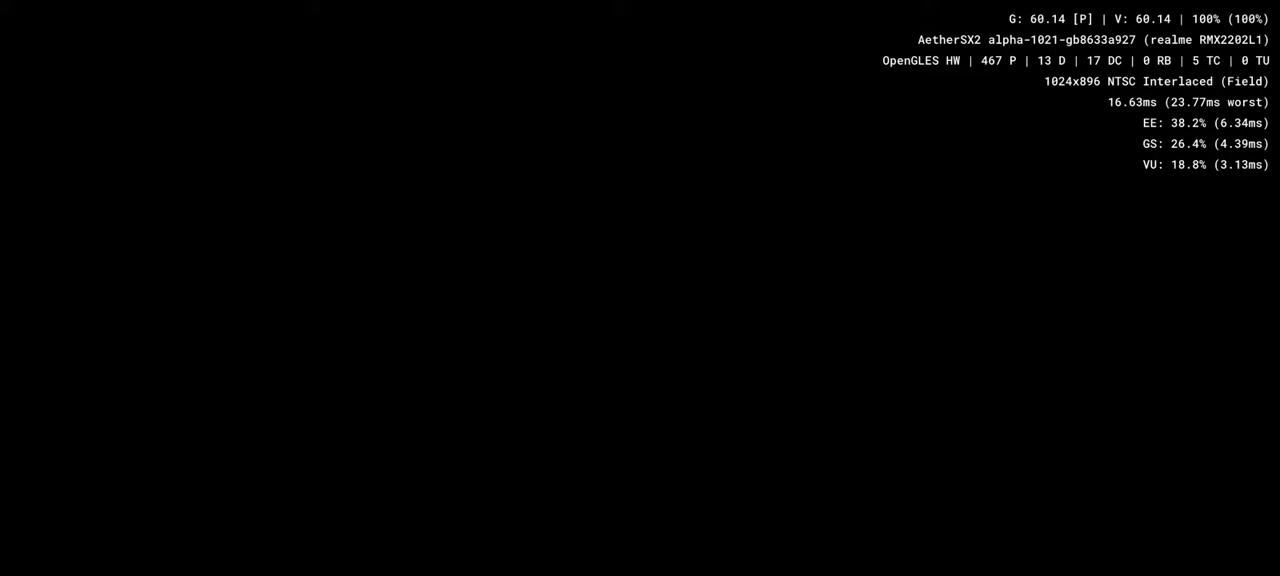 G: 60.14 [P] | V: 60.14 | 100% (100%)
AetherSX2 alpha-1021-gb8633a927 (realme RMX2202L1)
OpenGLES HW | 467 P | 13 D | 17 DC | 0 RB | 5 TC | 0 TU
1024x896 NTSC Interlaced (Field)
16.63ms (23.77ms worst)
EE: 38.2% (6.34ms)
GS: 26.4% (4.39ms)
VU: 18.8% (3.13ms)